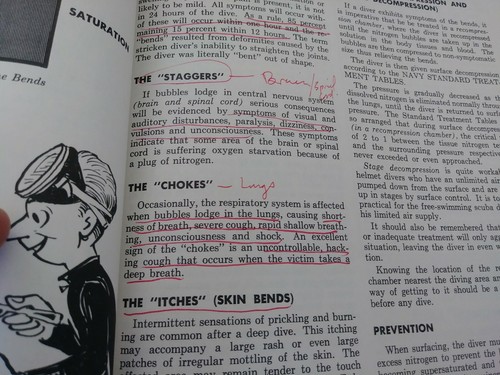 SATURATION
he Bends
likely to be mild. All symptoms will occur with-
in 24 hours of the dive. As a rule, 85 percent
of these will occur within one hour and the re-
maining 15 percent within 12 hours. The term
"bends" resulted from deformities caused by the
stricken diver's inability to straighten the joints.
The diver was literally "bent" out of shape.
THE "STAGGERS"
Brain/Spinal
If bubbles lodge in central nervous system
(brain and spinal cord) serious consequences
will be evidenced by symptoms of visual and
auditory disturbances, paralysis, dizziness, con-
vulsions and unconsciousness. These symptoms
indicate that some area of the brain or spinal
cord is suffering oxygen starvation because of
a plug of nitrogen.
THE "CHOKES" - Lungs
Occasionally, the respiratory system is affected
when bubbles lodge in the lungs, causing short-
ness of breath, severe cough, rapid shallow breath-
ing, unconsciousness and shock. An excellent
sign of the "chokes" is an uncontrollable, hack-
ing cough that occurs when the victim takes a
deep breath.
THE "ITCHES" (SKIN BENDS)
Intermittent sensations of prickling and burn-
ing are common after a deep dive. This itching
may accompany a large rash or even large
patches of irregular mottling of the skin. The
affected area may remain tender to the touch
DECOMPRESSION)
If a diver exhibits symptoms of the bends, it
is imperative that he be treated in a recompres-
sion chamber, where the diver is recompressed
until the nitrogen bubbles are taken up in the
solution in the body tissues and blood. The
bubbles are then compressed to non-symptomatic
size thus relieving the bends.
The diver is then given surface decompression
according to the NAVY STANDARD TREAT-
MENT TABLES.
The pressure is gradually decreased as the
dissolved nitrogen is eliminated normally through
the lungs, until the diver is returned to surface
pressure. The Standard Treatment Tables
so arranged that during decompression
(in a recompression chamber), the critical
of 2 to 1 between the tissue nitrogen
and the surrounding pressure
never exceeded or even approached.
Stage decompression is quite
helmet divers who have an unlimited air
pumped down from the surface and are
up in stages by surface control. It is
practical for the free-swimming scuba
his limited air supply.
It should also be remembered that
or inadequate treatment will only
situation, leaving the diver in even
tion.
Knowing the location of the
chamber nearest the diving area and
way of getting to it should be a
before any dive.
PREVENTION
When surfacing, the diver must
excess nitrogen to prevent the
becoming supersaturated and